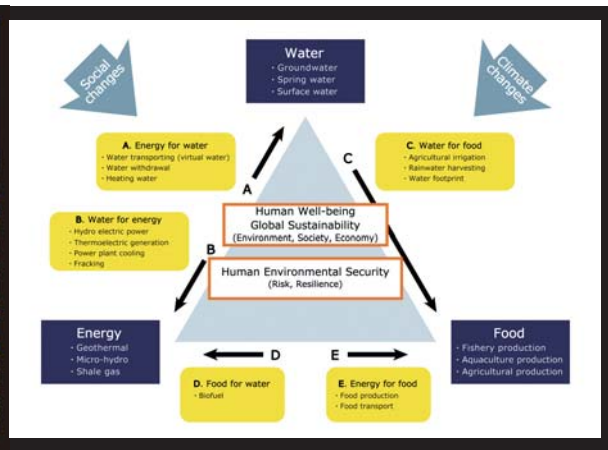 Social
changes
Water
· Groundwater
· Spring water
· Surface water
Climate
changes
A. Energy for water
· Water transporting (virtual water)
· Water withdrawal
· Heating water
C. Water for food
· Agricultural irrigation
· Rainwater harvesting
· Water footprint
A
C
B. Water for energy
· Hydro electric power
· Thermoelectric generation
· Power plant cooling
· Fracking
B
Human Well-being
Global Sustainability
(Environment, Society, Economy)
Human Environmental Security
(Risk, Resilience)
Energy
· Geothermal
· Micro-hydro
· Shale gas
Food
· Fishery production
· Aquaculture production
· Agricultural production
D
E
D. Food for water
· Biofuel
E. Energy for food
· Food production
· Food transport